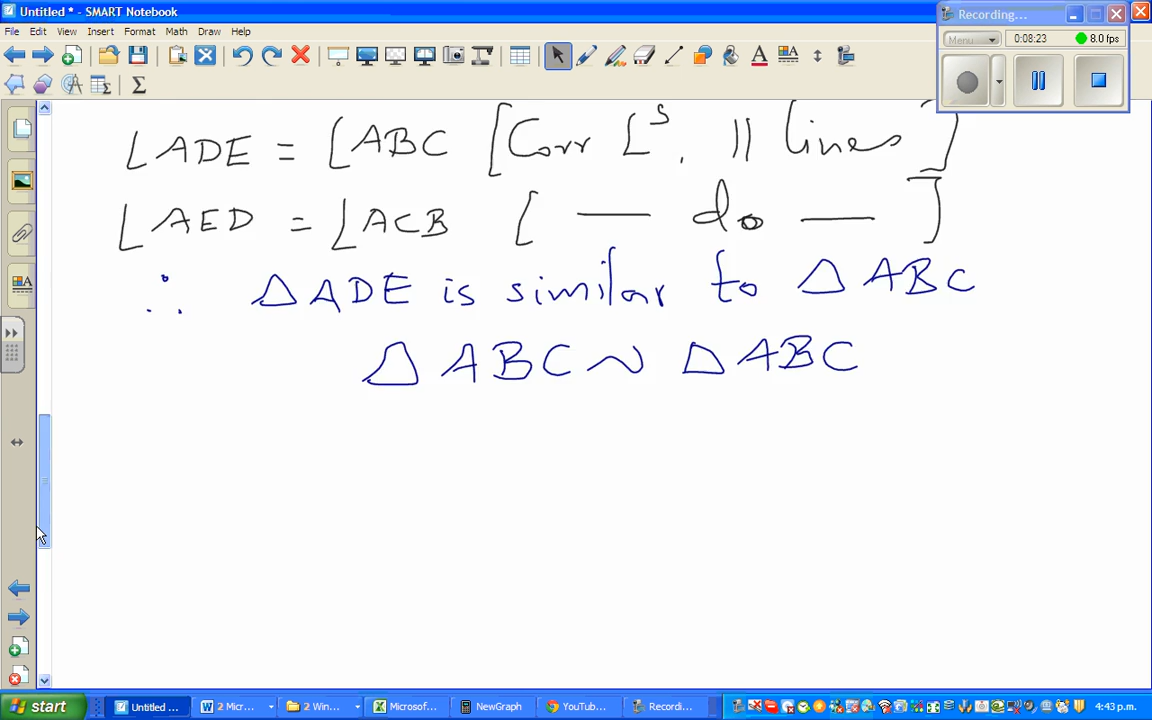 Untitled * - SMART Notebook
Recording...
File Edit View Insert Format Math Draw Help
Menu 0:08:23 8.0 fps
∠ADE = ∠ABC [Corr ∠s, || lines]
∠AED = ∠ACB [ — do — ]
∴ △ADE is similar to △ABC
△ABC ~ △ABC
start Untitled ... 2 Micr... 2 Win... Microsof... NewGraph YouTub... Recordi... 4:43 p.m.